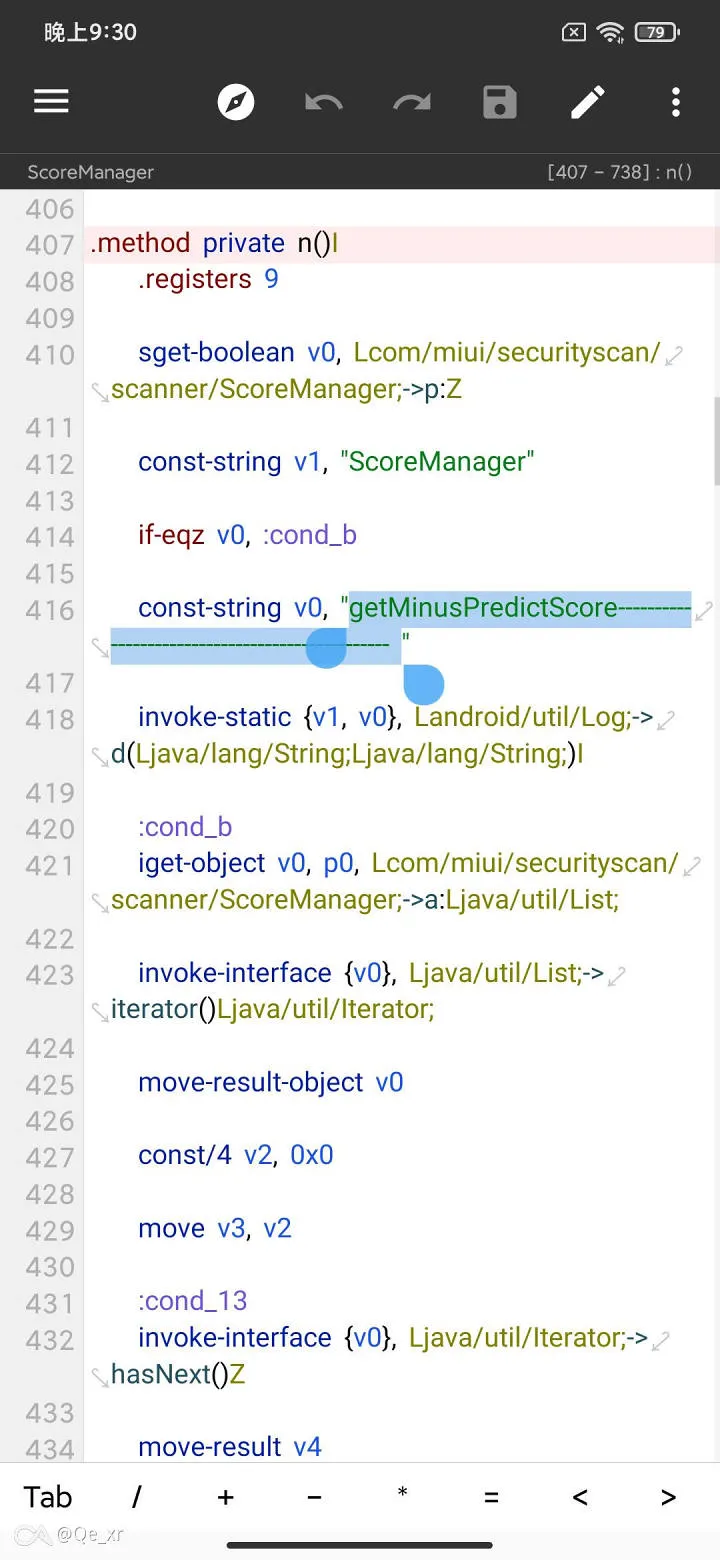 晚上9:30
79
ScoreManager
[407 - 738] : n()
406
407 .method private n()I
408 .registers 9
409
410 sget-boolean v0, Lcom/miui/securityscan/
scanner/ScoreManager;->p:Z
411
412 const-string v1, "ScoreManager"
413
414 if-eqz v0, :cond_b
415
416 const-string v0, "getMinusPredictScore----------
-------------------------------------- "
417
418 invoke-static {v1, v0}, Landroid/util/Log;->
d(Ljava/lang/String;Ljava/lang/String;)I
419
420 :cond_b
421 iget-object v0, p0, Lcom/miui/securityscan/
scanner/ScoreManager;->a:Ljava/util/List;
422
423 invoke-interface {v0}, Ljava/util/List;->
iterator()Ljava/util/Iterator;
424
425 move-result-object v0
426
427 const/4 v2, 0x0
428
429 move v3, v2
430
431 :cond_13
432 invoke-interface {v0}, Ljava/util/Iterator;->
hasNext()Z
433
434 move-result v4
Tab / + - * = < >
@Qe_xr